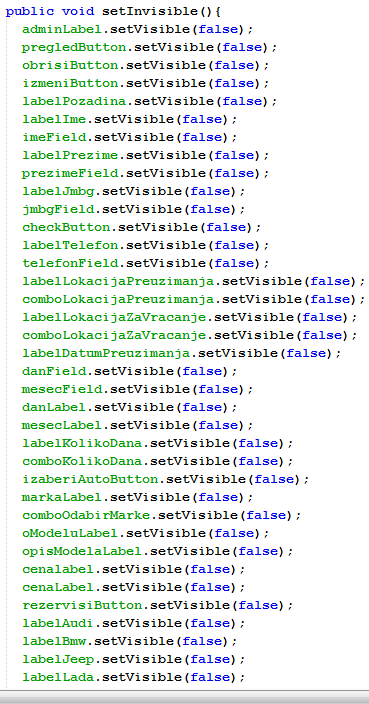 public void setInvisible(){
adminLabel.setVisible(false);
pregledButton.setVisible(false);
obrisiButton.setVisible(false);
izmeniButton.setVisible(false);
labelPozadina.setVisible(false);
labelIme.setVisible(false);
imeField.setVisible(false);
labelPrezime.setVisible(false);
prezimeField.setVisible(false);
labelJmbg.setVisible(false);
jmbgField.setVisible(false);
checkButton.setVisible(false);
labelTelefon.setVisible(false);
telefonField.setVisible(false);
labelLokacijaPreuzimanja.setVisible(false);
comboLokacijaPreuzimanja.setVisible(false);
labelLokacijaZaVracanje.setVisible(false);
comboLokacijaZaVracanje.setVisible(false);
labelDatumPreuzimanja.setVisible(false);
danField.setVisible(false);
mesecField.setVisible(false);
danLabel.setVisible(false);
mesecLabel.setVisible(false);
labelKolikoDana.setVisible(false);
comboKolikoDana.setVisible(false);
izaberiAutoButton.setVisible(false);
markaLabel.setVisible(false);
comboOdabirMarke.setVisible(false);
oModeluLabel.setVisible(false);
opisModelaLabel.setVisible(false);
cenalabel.setVisible(false);
cenaLabel.setVisible(false);
rezervisiButton.setVisible(false);
labelAudi.setVisible(false);
labelBmw.setVisible(false);
labelJeep.setVisible(false);
labelLada.setVisible(false);